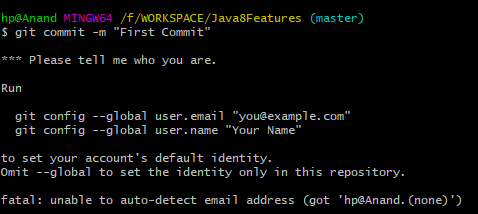 hp@Anand MINGW64 /f/WORKSPACE/Java8Features (master)
$ git commit -m "First Commit"
*** Please tell me who you are.
Run
git config --global user.email "you@example.com"
git config --global user.name "Your Name"
to set your account's default identity.
Omit --global to set the identity only in this repository.
fatal: unable to auto-detect email address (got 'hp@Anand.(none)')